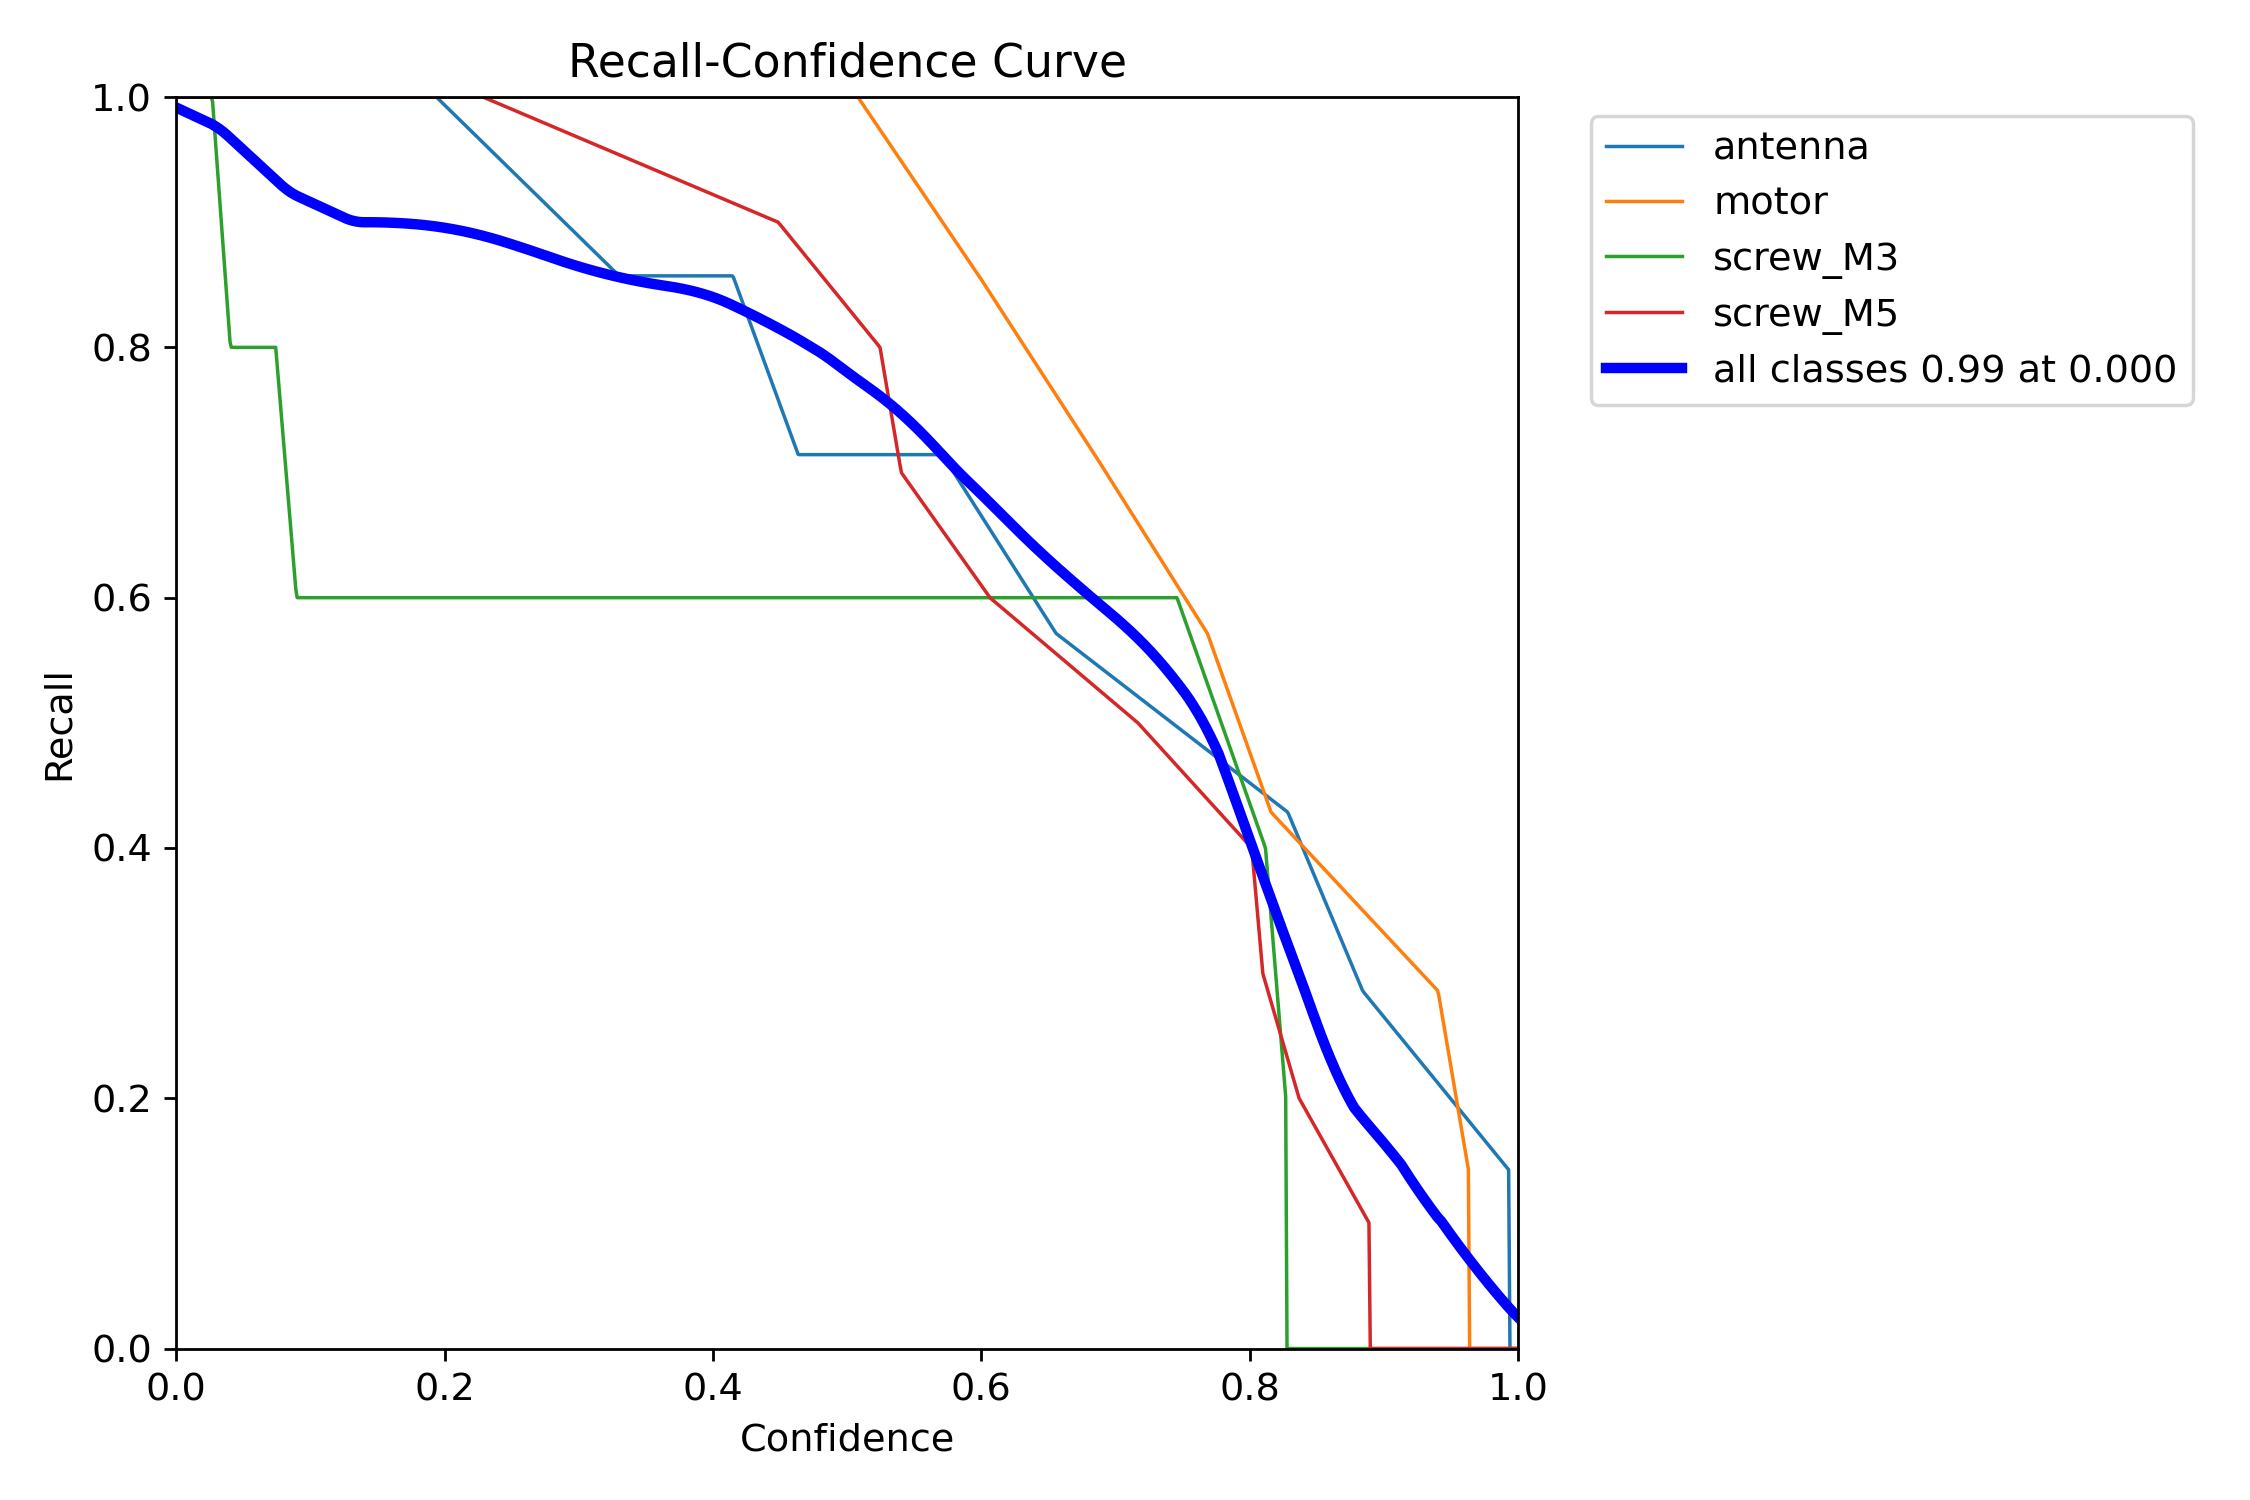 Recall-Confidence Curve
1.0
0.8
0.6
0.4
0.2
0.0
Recall
0.0 0.2 0.4 0.6 0.8 1.0
Confidence
antenna
motor
screw_M3
screw_M5
all classes 0.99 at 0.000